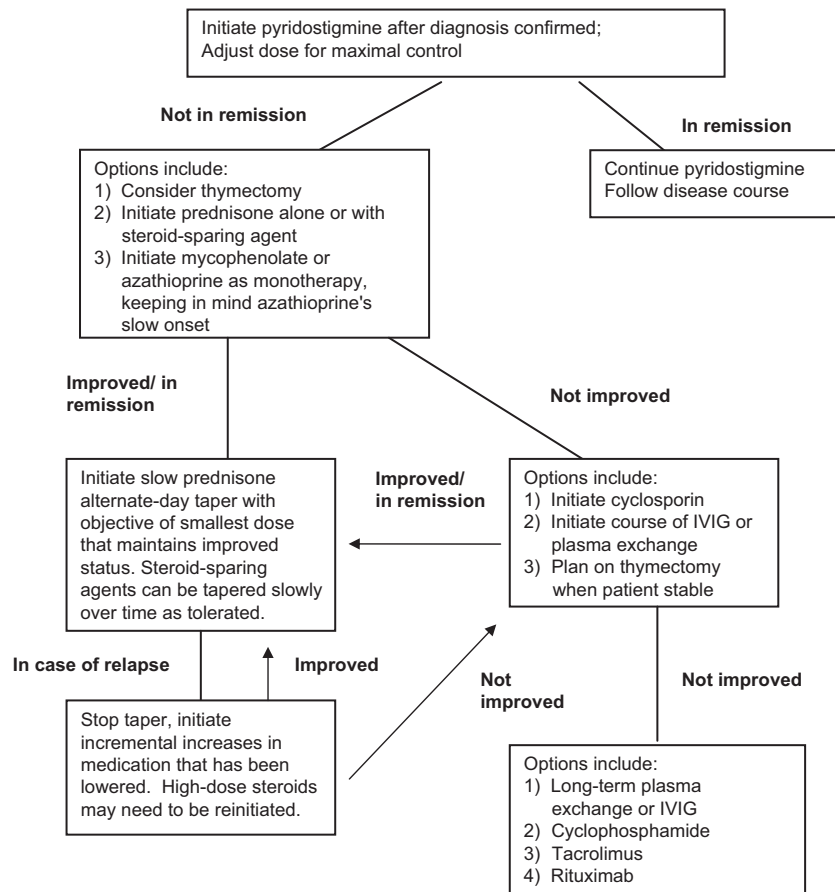 Initiate pyridostigmine after diagnosis confirmed;
Adjust dose for maximal control
Not in remission
In remission
Options include:
1) Consider thymectomy
2) Initiate prednisone alone or with
steroid-sparing agent
3) Initiate mycophenolate or
azathioprine as monotherapy,
keeping in mind azathioprine's
slow onset
Continue pyridostigmine
Follow disease course
Improved/ in
remission
Not improved
Initiate slow prednisone
alternate-day taper with
objective of smallest dose
that maintains improved
status. Steroid-sparing
agents can be tapered slowly
over time as tolerated.
Improved/
in remission
Options include:
1) Initiate cyclosporin
2) Initiate course of IVIG or
plasma exchange
3) Plan on thymectomy
when patient stable
In case of relapse
Improved
Not
improved
Not improved
Stop taper, initiate
incremental increases in
medication that has been
lowered. High-dose steroids
may need to be reinitiated.
Options include:
1) Long-term plasma
exchange or IVIG
2) Cyclophosphamide
3) Tacrolimus
4) Rituximab